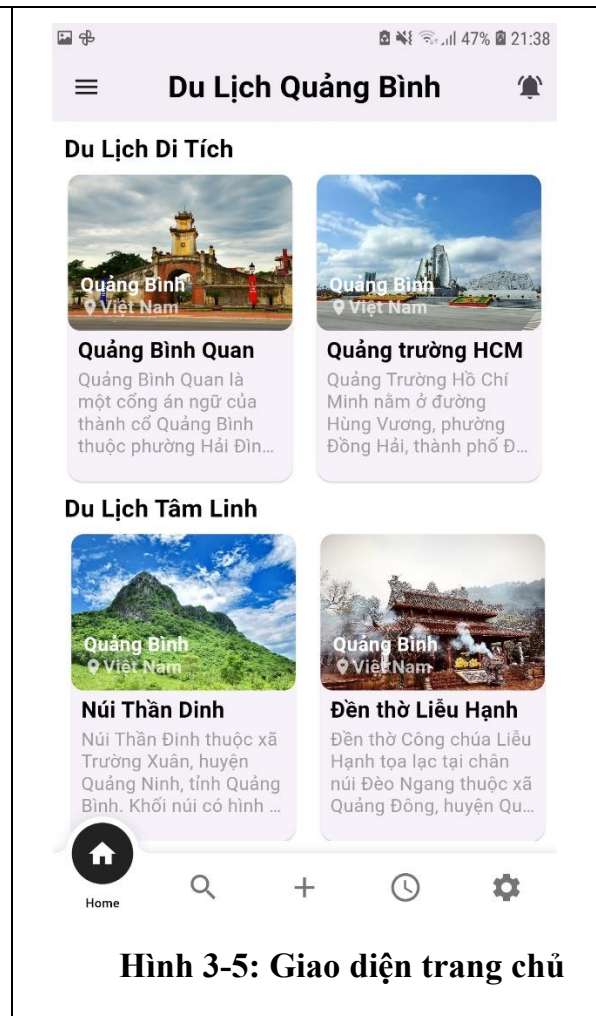 47% 21:38
Du Lịch Quảng Bình
Du Lịch Di Tích
Quảng Bình
Việt Nam
Quảng Bình
Việt Nam
Quảng Bình Quan
Quảng Bình Quan là
một cổng án ngữ của
thành cổ Quảng Bình
thuộc phường Hải Đìn...
Quảng trường HCM
Quảng Trường Hồ Chí
Minh nằm ở đường
Hùng Vương, phường
Đồng Hải, thành phố Đ...
Du Lịch Tâm Linh
Quảng Bình
Việt Nam
Quảng Bình
Việt Nam
Núi Thần Dinh
Núi Thần Đinh thuộc xã
Trường Xuân, huyện
Quảng Ninh, tỉnh Quảng
Bình. Khối núi có hình ...
Đền thờ Liễu Hạnh
Đền thờ Công chúa Liễu
Hạnh tọa lạc tại chân
núi Đèo Ngang thuộc xã
Quảng Đông, huyện Qu...
Home
Hình 3-5: Giao diện trang chủ